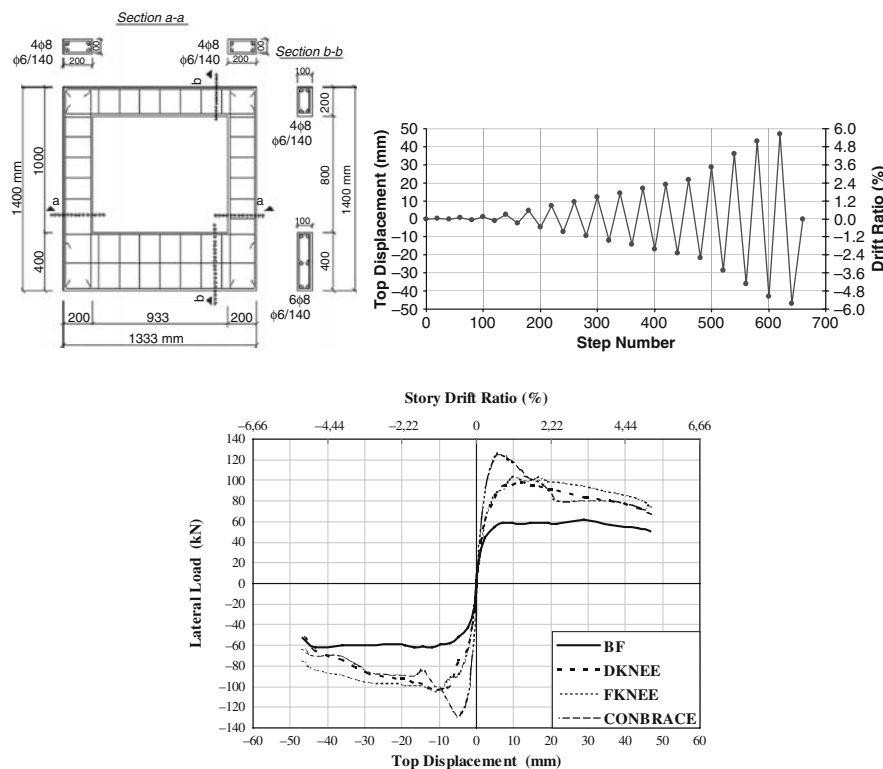 Section a-a
4ϕ8
ϕ6/140
100
200
4ϕ8
ϕ6/140
100
200
Section b-b
b
100
200
4ϕ8
ϕ6/140
1400 mm
1000
400
a
a
800
400
1400 mm
100
400
6ϕ8
ϕ6/140
b
200
933
200
1333 mm
Top Displacement (mm)
50
40
30
20
10
0
−10
−20
−30
−40
−50
6.0
4.8
3.6
2.4
1.2
0.0
−1.2
−2.4
−3.6
−4.8
−6.0
Drift Ratio (%)
0 100 200 300 400 500 600 700
Step Number
Story Drift Ratio (%)
−6,66 −4,44 −2,22 0 2,22 4,44 6,66
Lateral Load (kN)
140
120
100
80
60
40
20
0
−20
−40
−60
−80
−100
−120
−140
BF
DKNEE
FKNEE
CONBRACE
−60 −50 −40 −30 −20 −10 0 10 20 30 40 50 60
Top Displacement (mm)